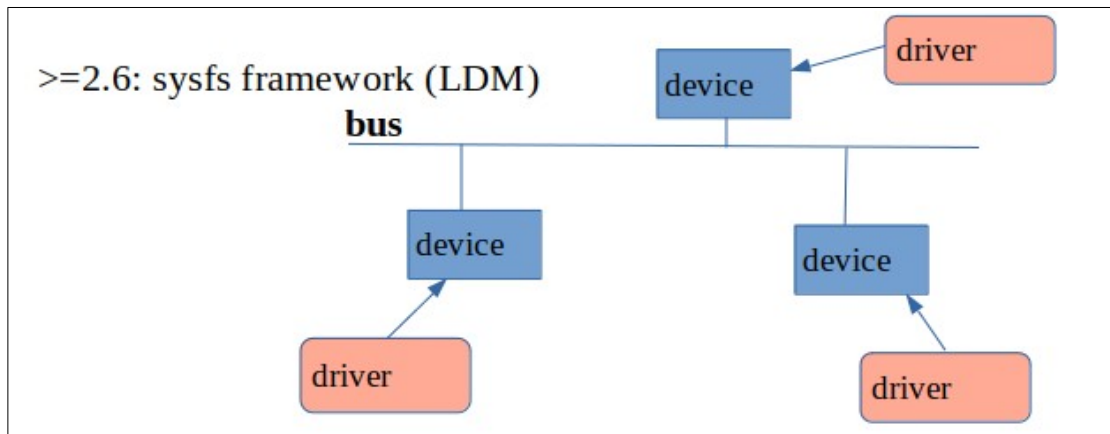 driver
>=2.6: sysfs framework (LDM)
device
bus
device
device
driver
driver